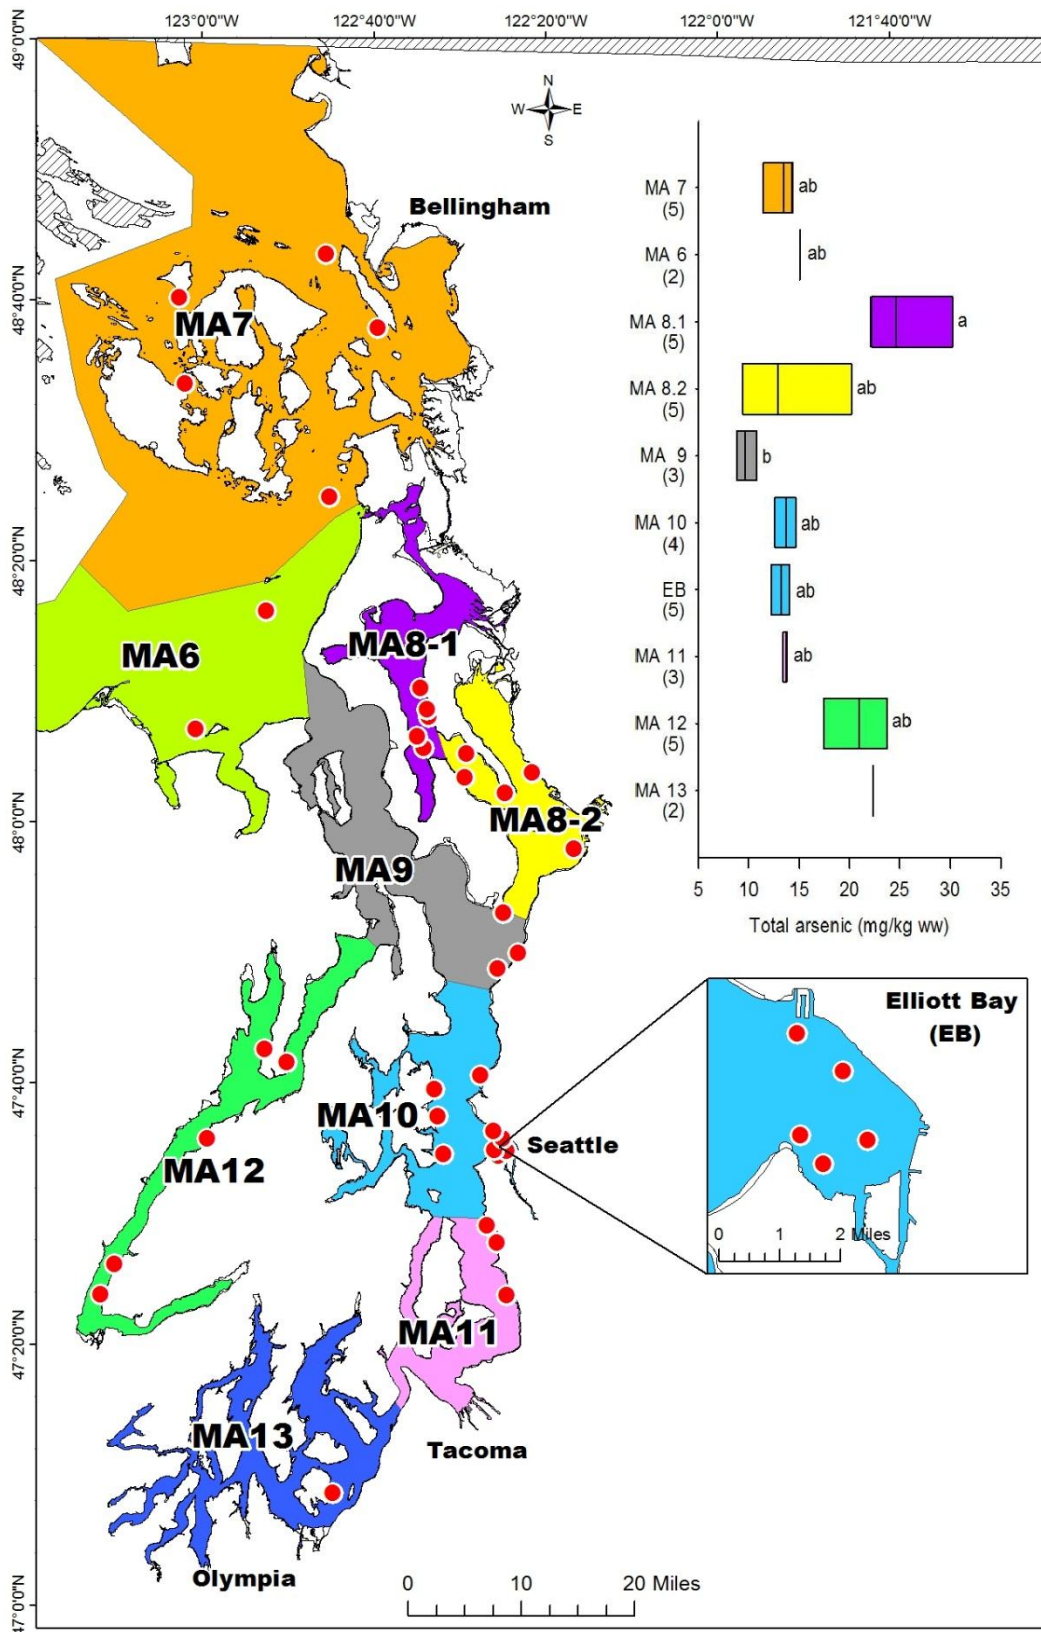 123°0'0"W 122°40'0"W 122°20'0"W 122°0'0"W 121°40'0"W
49°0'0"N
48°40'0"N
48°20'0"N
48°0'0"N
47°40'0"N
47°20'0"N
47°0'0"N
N
W E
S
Bellingham
MA7
MA6
MA8-1
MA8-2
MA9
MA10
Seattle
MA12
MA11
MA13
Tacoma
Olympia
0 10 20 Miles
MA 7 ab
(5)
MA 6 ab
(2)
MA 8.1 a
(5)
MA 8.2 ab
(5)
MA 9 b
(3)
MA 10 ab
(4)
EB ab
(5)
MA 11 ab
(3)
MA 12 ab
(5)
MA 13
(2)
5 10 15 20 25 30 35
Total arsenic (mg/kg ww)
Elliott Bay
(EB)
0 1 2 Miles